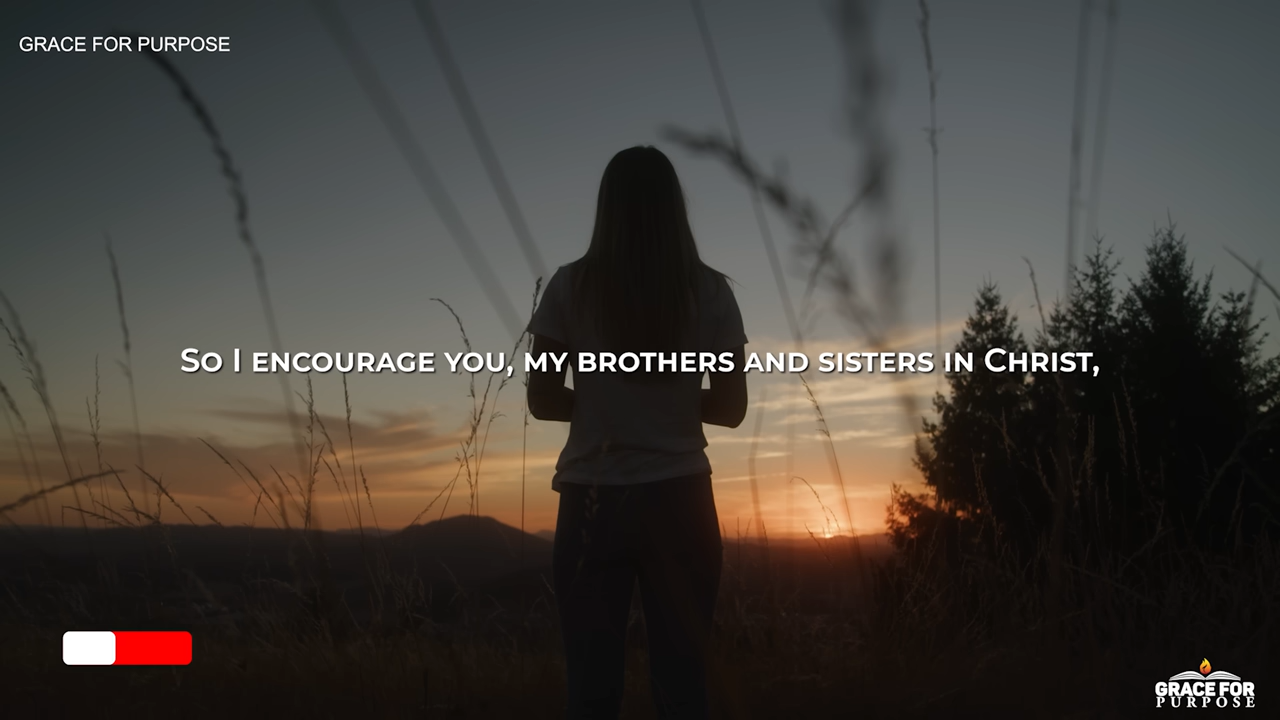 GRACE FOR PURPOSE
So I encourage you, my brothers and sisters in Christ,
GRACE FOR
PURPOSE